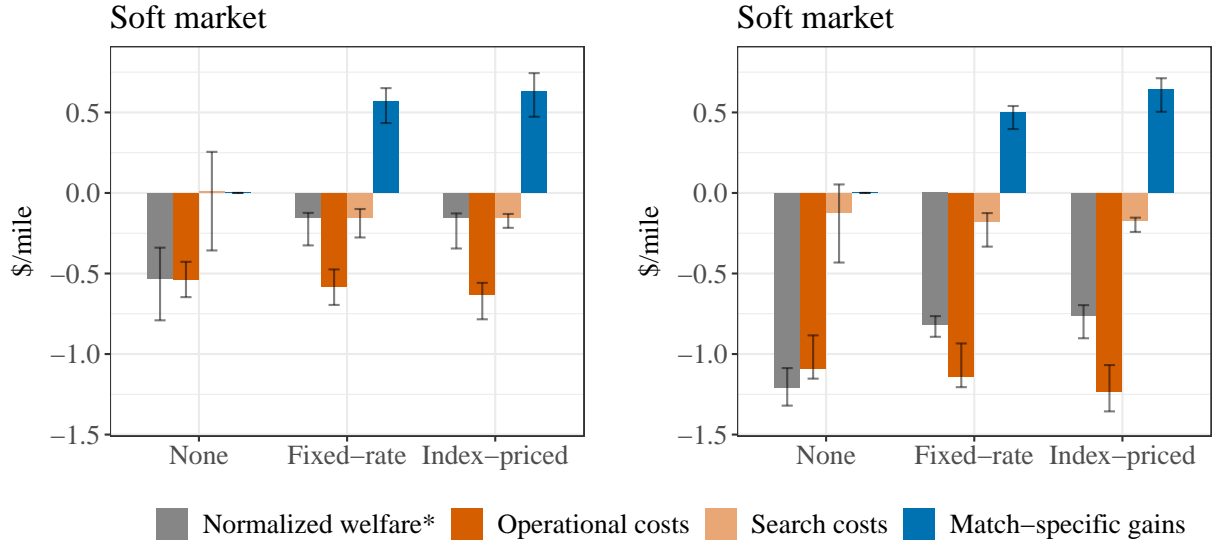 Soft market
Soft market
$/mile
0.5
0.0
−0.5
−1.0
−1.5
None
Fixed−rate
Index−priced
$/mile
0.5
0.0
−0.5
−1.0
−1.5
None
Fixed−rate
Index−priced
Normalized welfare*
Operational costs
Search costs
Match−specific gains